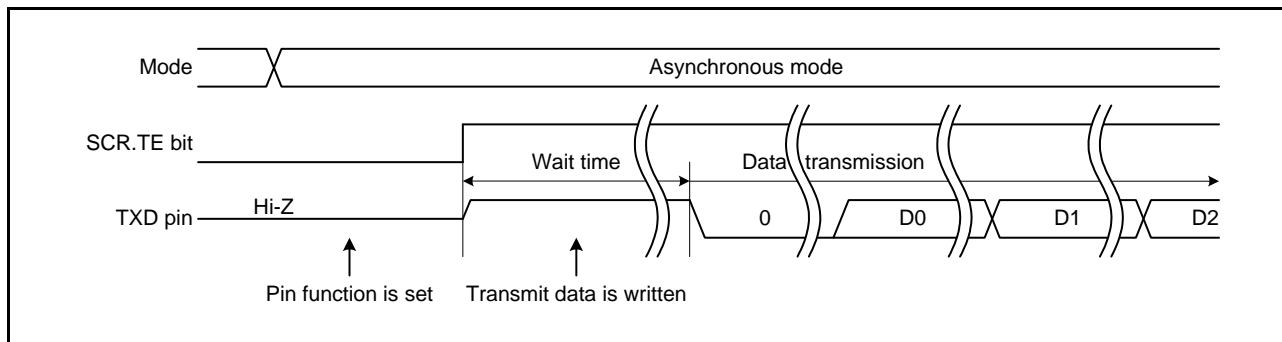 Mode
Asynchronous mode
SCR.TE bit
Wait time
Data transmission
TXD pin
Hi-Z
0
D0
D1
D2
Pin function is set
Transmit data is written